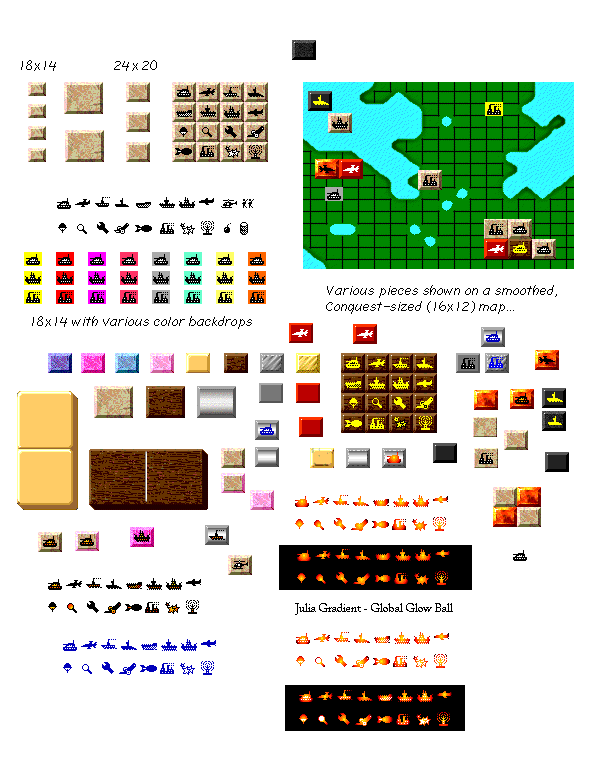 18x14
24x20
Various pieces shown on a smoothed,
Conquest-sized (16x12) map...
18x14 with various color backdrops
Julia Gradient - Global Glow Ball